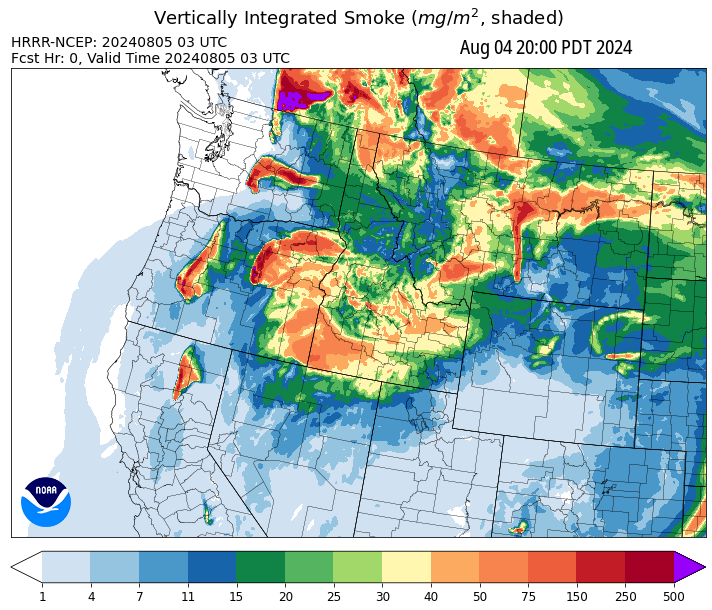 Vertically Integrated Smoke (mg/m², shaded)
HRRR-NCEP: 20240805 03 UTC
Fcst Hr: 0, Valid Time 20240805 03 UTC
Aug 04 20:00 PDT 2024
NOAA
1 4 7 11 15 20 25 30 40 50 75 150 250 500